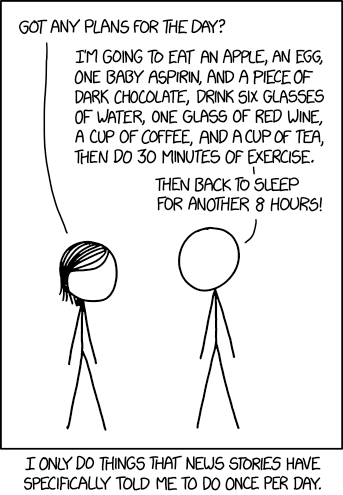 GOT ANY PLANS FOR THE DAY?
I'M GOING TO EAT AN APPLE, AN EGG,
ONE BABY ASPIRIN, AND A PIECE OF
DARK CHOCOLATE, DRINK SIX GLASSES
OF WATER, ONE GLASS OF RED WINE,
A CUP OF COFFEE, AND A CUP OF TEA,
THEN DO 30 MINUTES OF EXERCISE.
THEN BACK TO SLEEP
FOR ANOTHER 8 HOURS!
I ONLY DO THINGS THAT NEWS STORIES HAVE
SPECIFICALLY TOLD ME TO DO ONCE PER DAY.